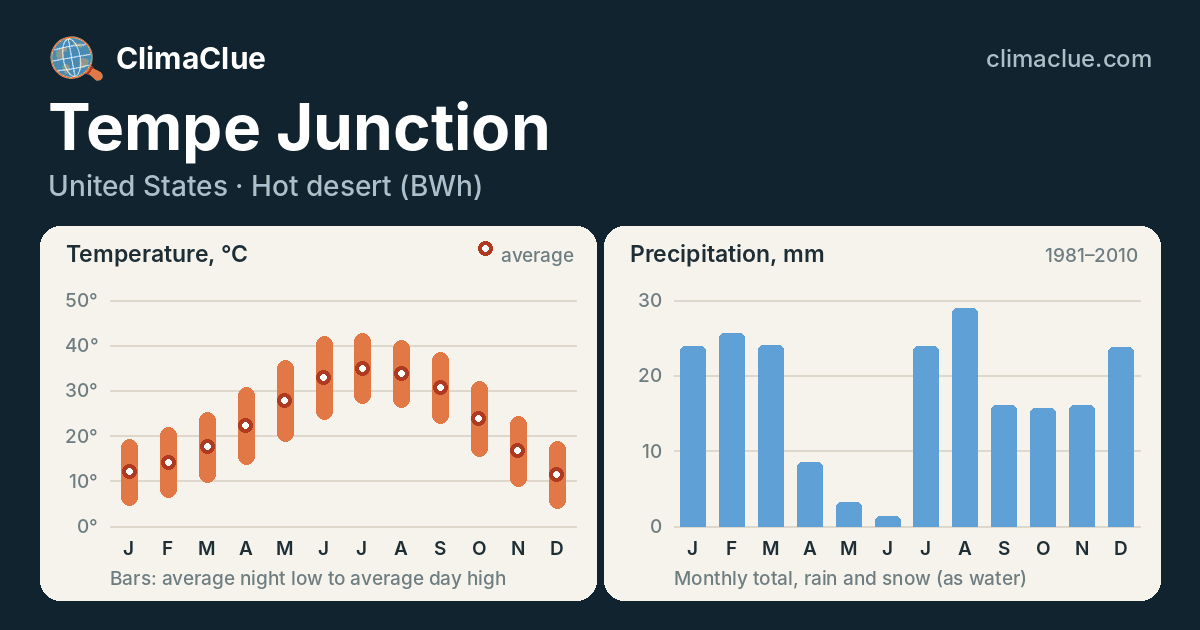 ClimaClue
climaclue.com
Tempe Junction
United States · Hot desert (BWh)
Temperature, °C
average
50°
40°
30°
20°
10°
0°
J F M A M J J A S O N D
Bars: average night low to average day high
Precipitation, mm
1981–2010
30
20
10
0
J F M A M J J A S O N D
Monthly total, rain and snow (as water)